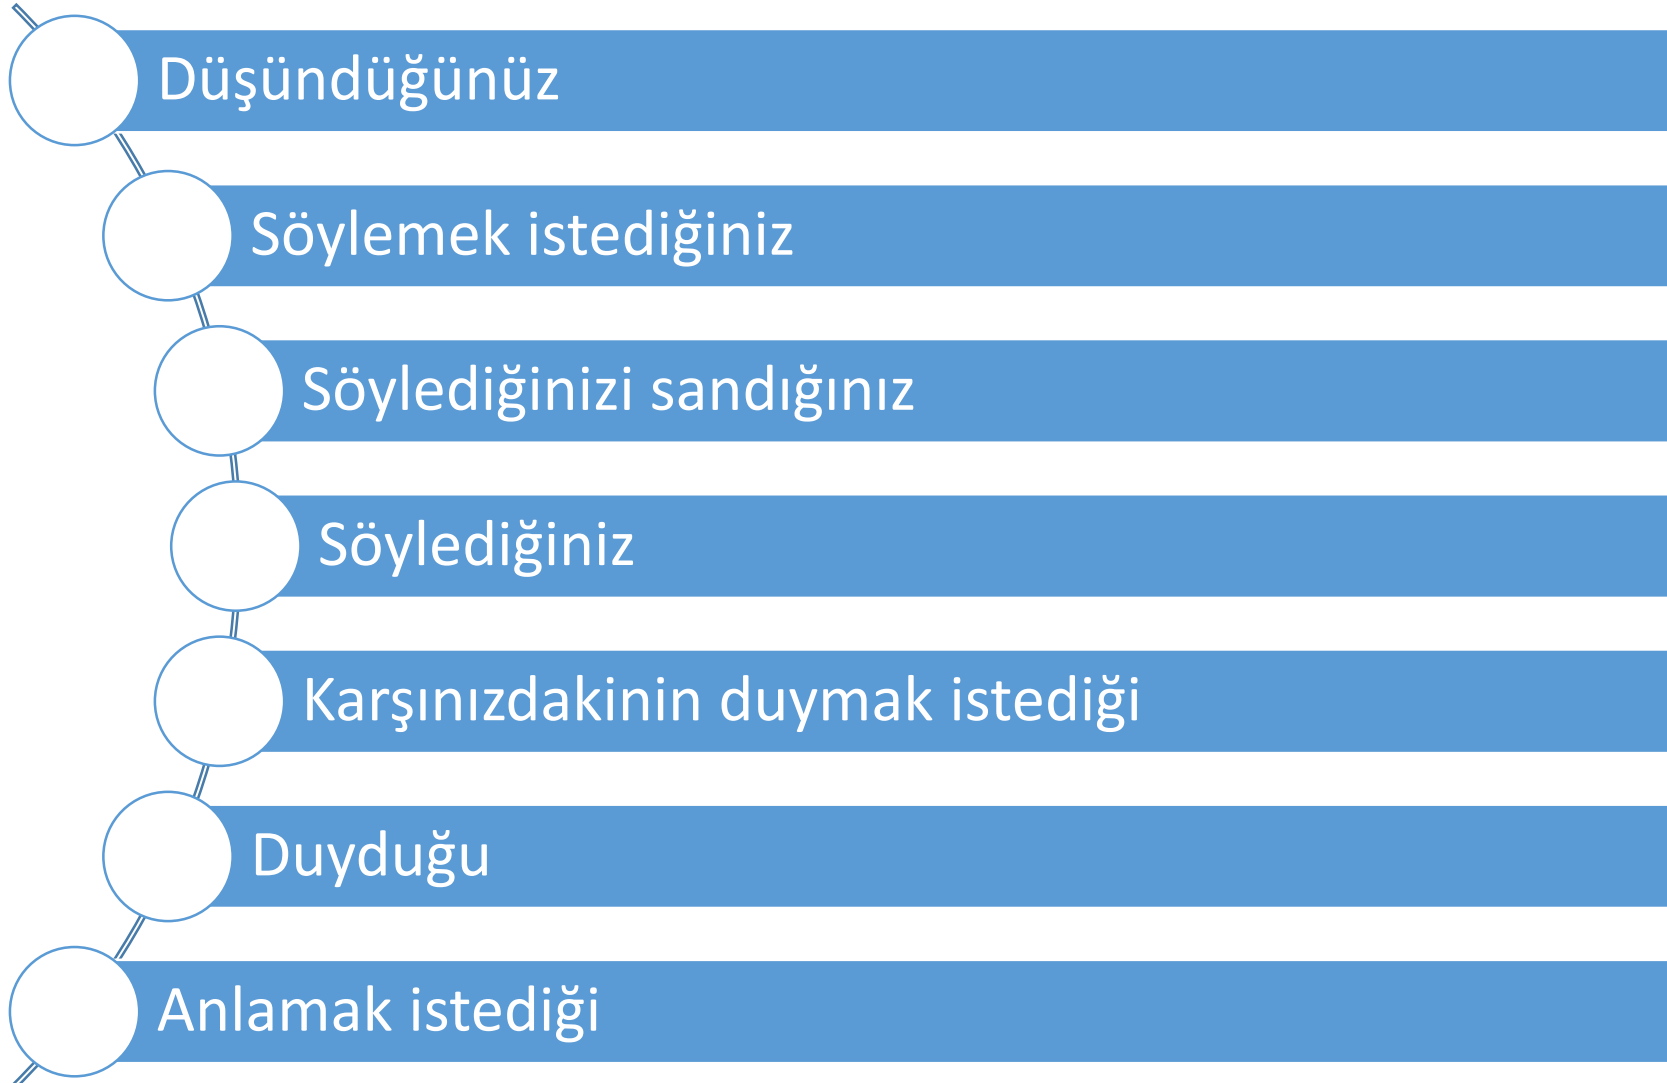 Düşündüğünüz
Söylemek istediğiniz
Söylediğinizi sandığınız
Söylediğiniz
Karşınızdakinin duymak istediği
Duyduğu
Anlamak istediği